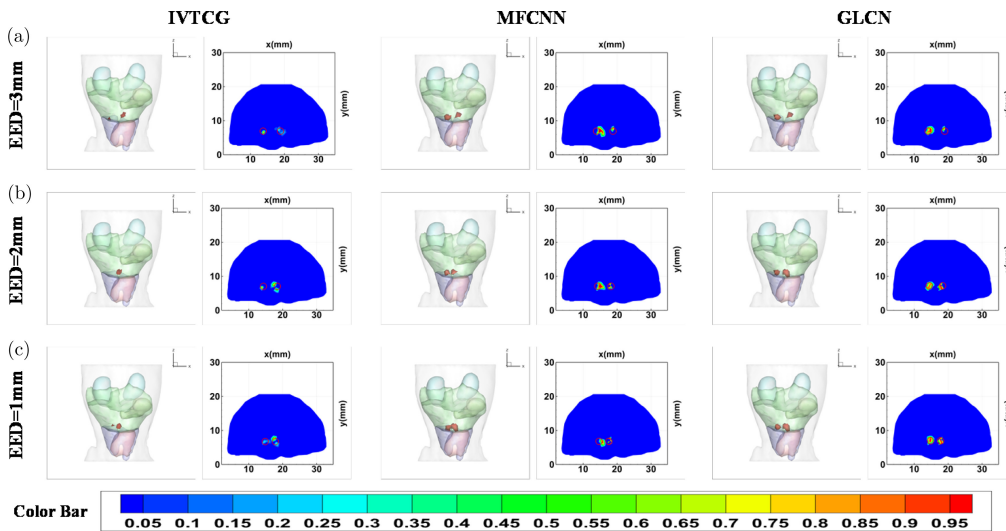 IVTCG MFCNN GLCN
(a)
EED=3mm
x(mm) x(mm) x(mm)
30 30 30
20 20 20
10 10 10
0 0 0
10 20 30 10 20 30 10 20 30
y(mm) y(mm)
(b)
EED=2mm
x(mm) x(mm) x(mm)
30 30 30
20 20 20
10 10 10
0 0 0
10 20 30 10 20 30 10 20 30
y(mm) y(mm)
(c)
EED=1mm
x(mm) x(mm) x(mm)
30 30 30
20 20 20
10 10 10
0 0 0
10 20 30 10 20 30 10 20 30
y(mm) y(mm)
Color Bar
0.05 0.1 0.15 0.2 0.25 0.3 0.35 0.4 0.45 0.5 0.55 0.6 0.65 0.7 0.75 0.8 0.85 0.9 0.95